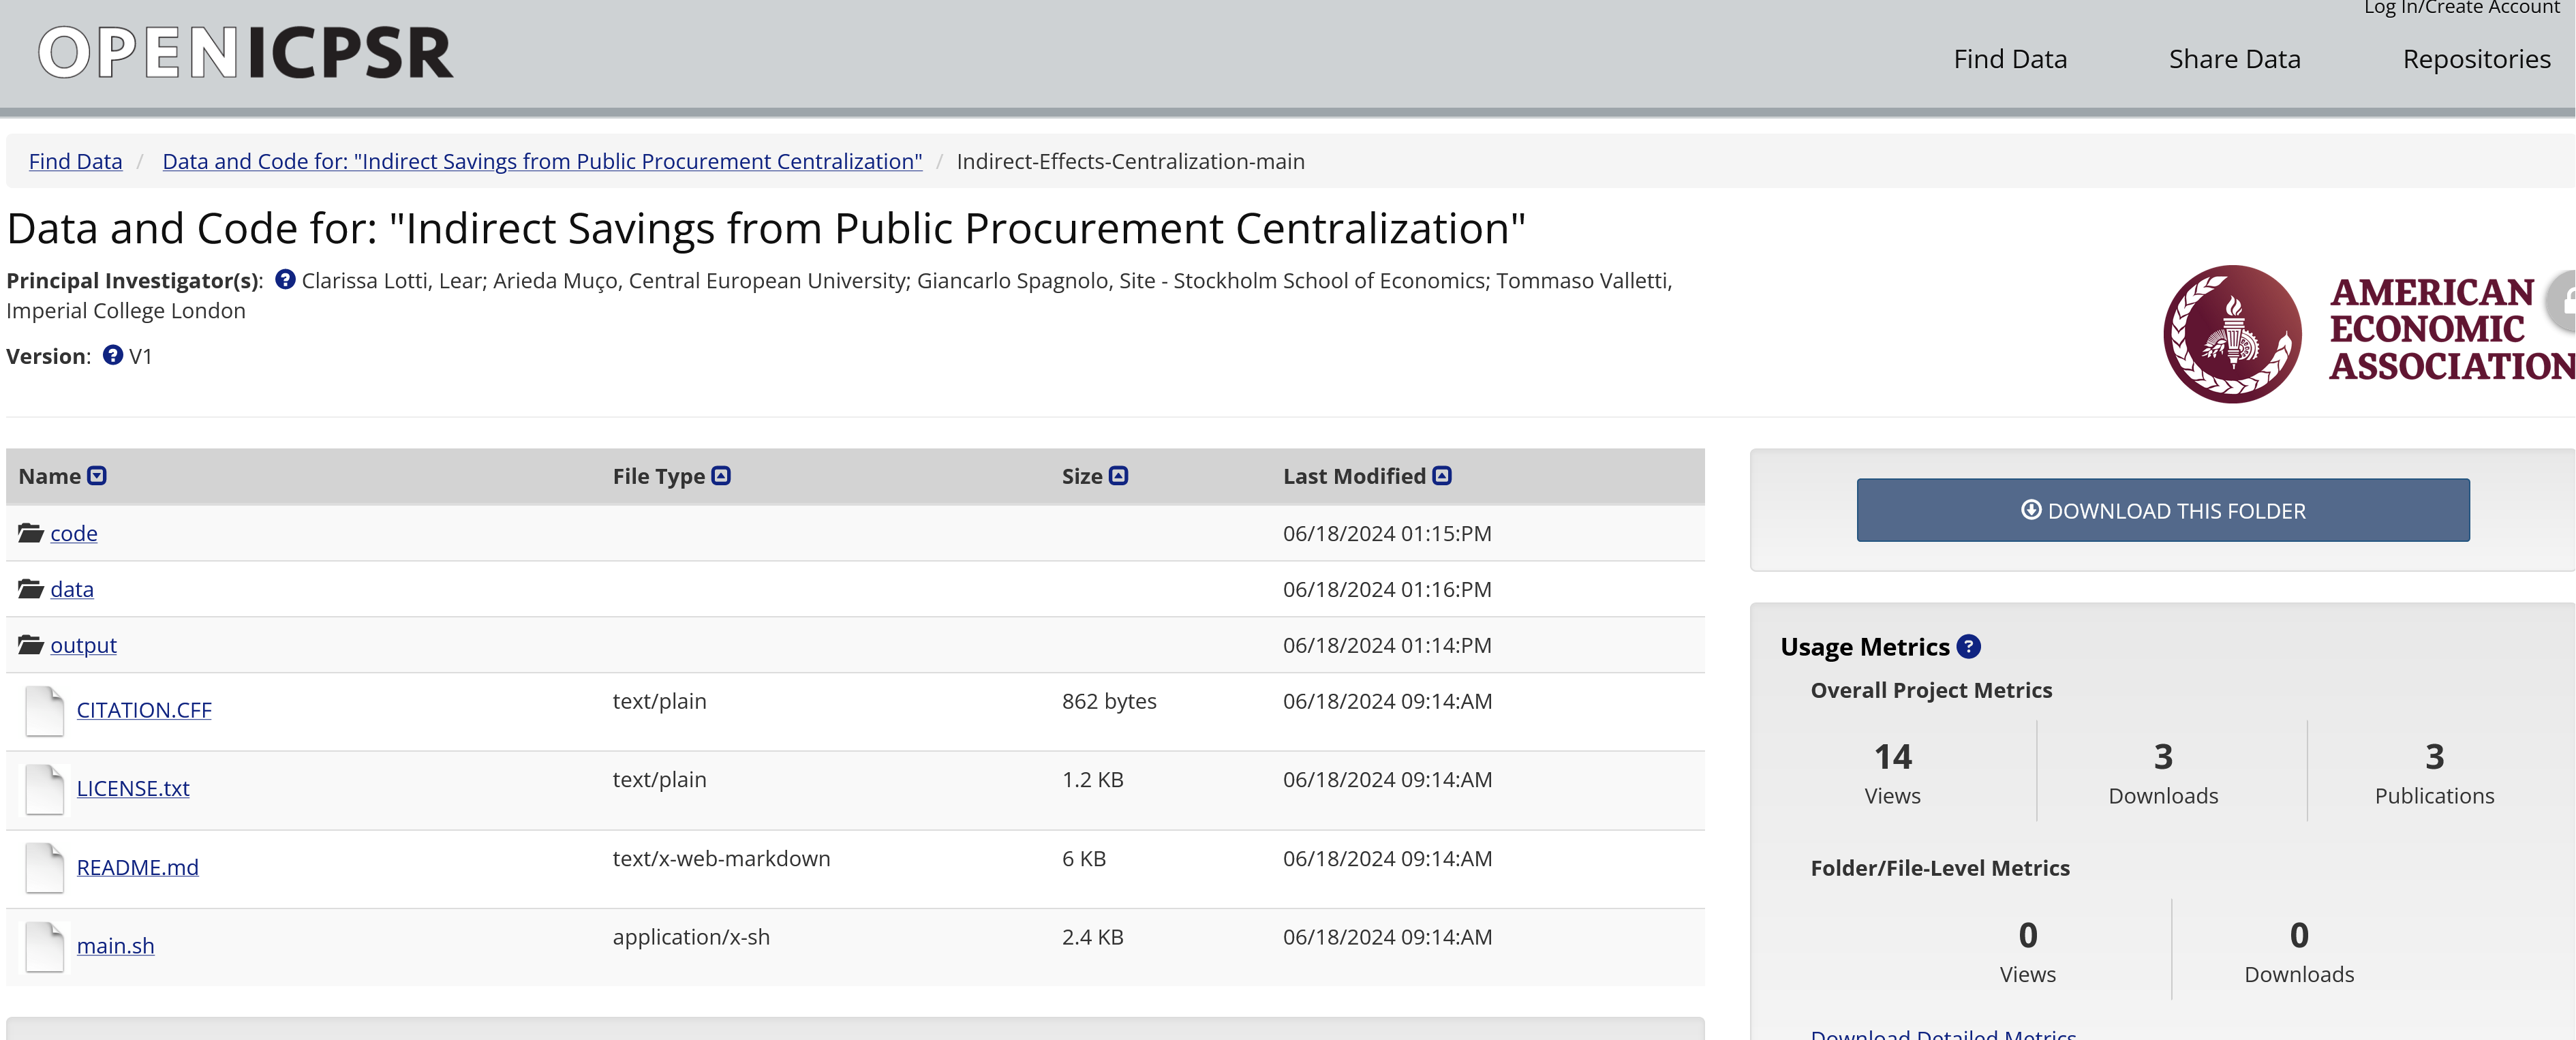 Log In/Create Account
OPENICPSR
Find Data Share Data Repositories
Find Data / Data and Code for: "Indirect Savings from Public Procurement Centralization" / Indirect-Effects-Centralization-main
Data and Code for: "Indirect Savings from Public Procurement Centralization"
Principal Investigator(s): ? Clarissa Lotti, Lear; Arieda Muço, Central European University; Giancarlo Spagnolo, Site - Stockholm School of Economics; Tommaso Valletti,
Imperial College London
Version: ? V1
AMERICAN
ECONOMIC
ASSOCIATION
Name File Type Size Last Modified
code 06/18/2024 01:15:PM
data 06/18/2024 01:16:PM
output 06/18/2024 01:14:PM
CITATION.CFF text/plain 862 bytes 06/18/2024 09:14:AM
LICENSE.txt text/plain 1.2 KB 06/18/2024 09:14:AM
README.md text/x-web-markdown 6 KB 06/18/2024 09:14:AM
main.sh application/x-sh 2.4 KB 06/18/2024 09:14:AM
DOWNLOAD THIS FOLDER
Usage Metrics ?
Overall Project Metrics
14 3 3
Views Downloads Publications
Folder/File-Level Metrics
0 0
Views Downloads
Download Detailed Metrics